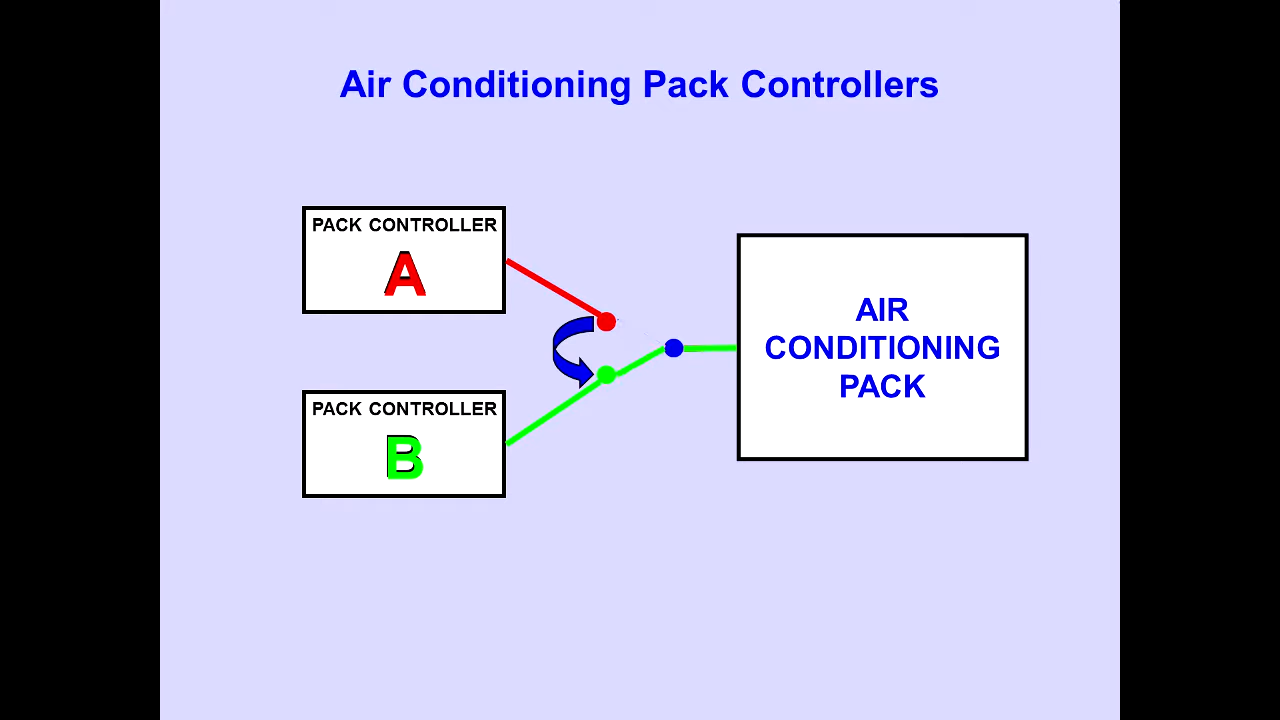 Air Conditioning Pack Controllers
PACK CONTROLLER
A
PACK CONTROLLER
B
AIR
CONDITIONING
PACK